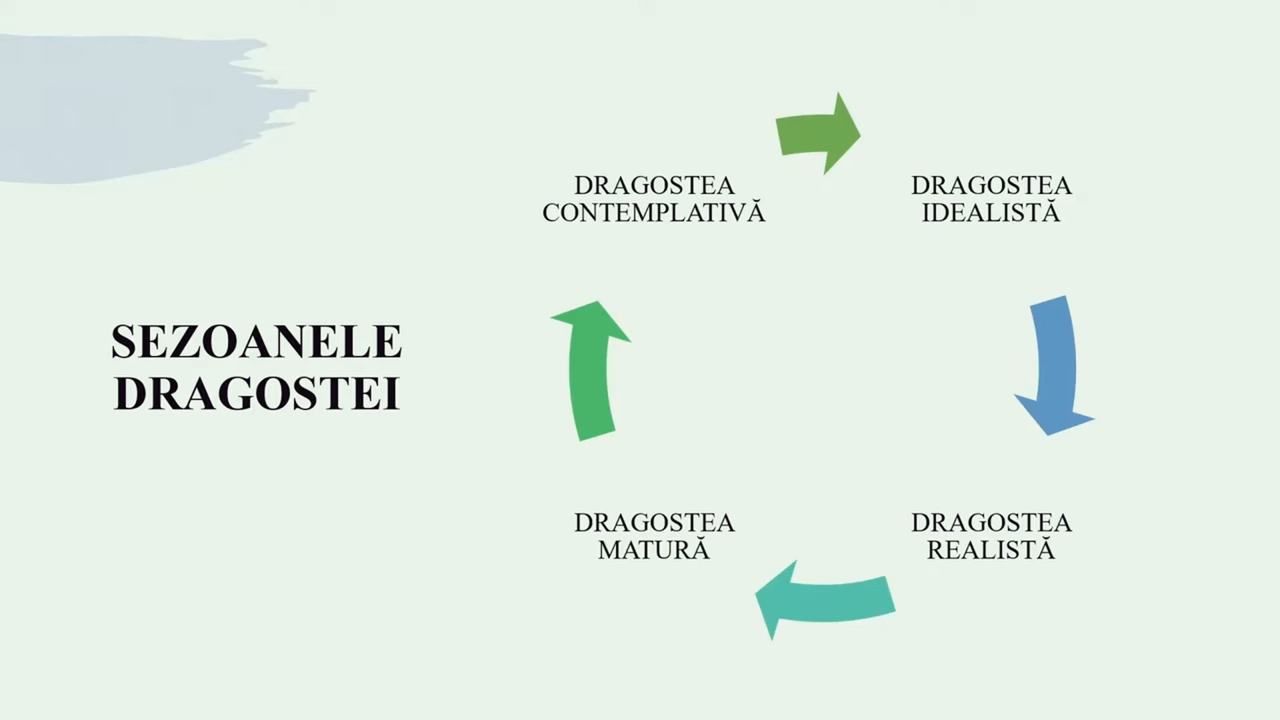 SEZOANELE
DRAGOSTEI
DRAGOSTEA
CONTEMPLATIVĂ
DRAGOSTEA
IDEALISTĂ
DRAGOSTEA
REALISTĂ
DRAGOSTEA
MATURĂ